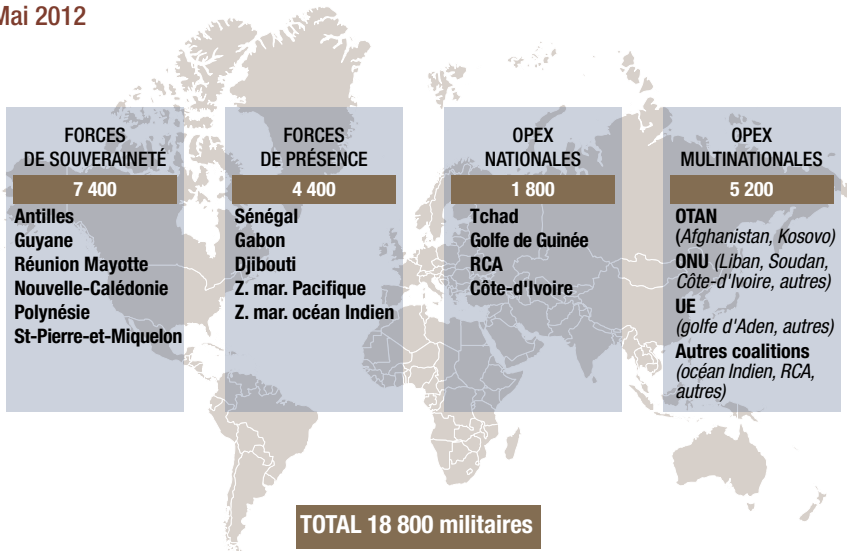 Mai 2012
FORCES
DE SOUVERAINETÉ
7 400
Antilles
Guyane
Réunion Mayotte
Nouvelle-Calédonie
Polynésie
St-Pierre-et-Miquelon
FORCES
DE PRÉSENCE
4 400
Sénégal
Gabon
Djibouti
Z. mar. Pacifique
Z. mar. océan Indien
OPEX
NATIONALES
1 800
Tchad
Golfe de Guinée
RCA
Côte-d'Ivoire
OPEX
MULTINATIONALES
5 200
OTAN
(Afghanistan, Kosovo)
ONU (Liban, Soudan,
Côte-d'Ivoire, autres)
UE
(golfe d'Aden, autres)
Autres coalitions
(océan Indien, RCA,
autres)
TOTAL 18 800 militaires